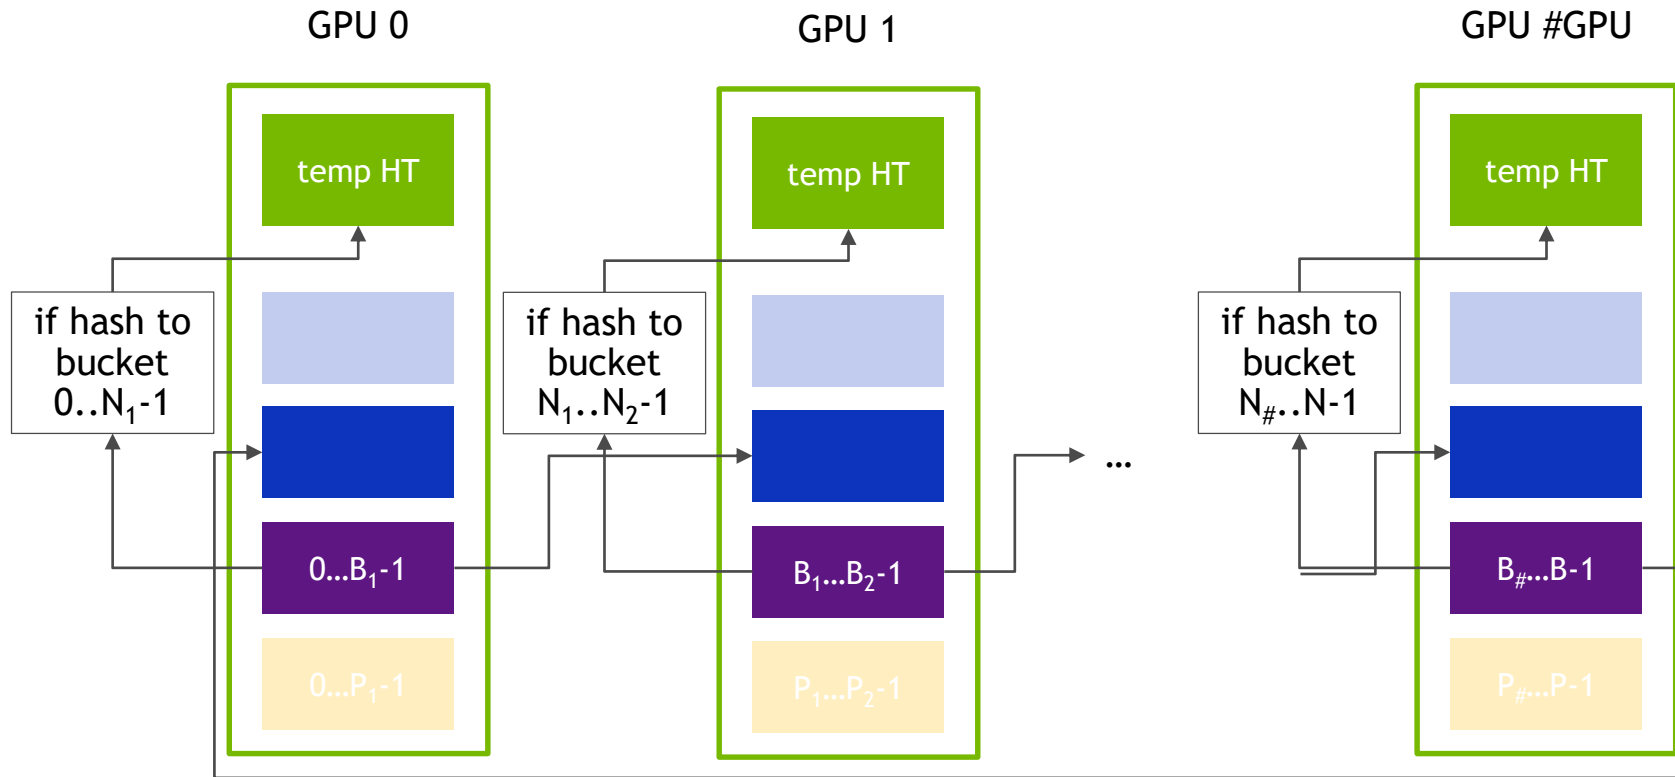 GPU 0
GPU 1
GPU #GPU
temp HT
temp HT
temp HT
if hash to
bucket
0..N₁-1
if hash to
bucket
N₁..N₂-1
if hash to
bucket
N#..N-1
...
0...B₁-1
B₁...B₂-1
B#...B-1
0...P₁-1
P₁...P₂-1
P#...P-1